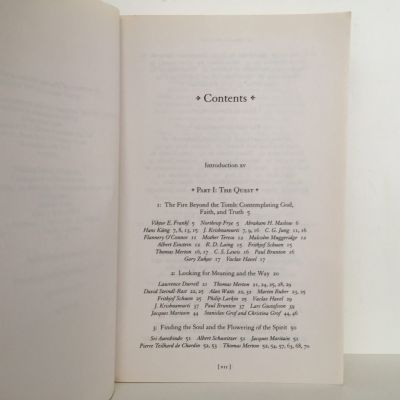 Contents
Introduction xv
Part I: The Quest
1: The Fire Beyond the Tomb: Contemplating God,
Faith, and Truth 5
Viktor E. Frankl 5 Northrop Frye 5 Abraham H. Maslow 6
Hans Küng 7, 8, 13, 15 J. Krishnamurti 7, 9, 16 C. G. Jung 11, 16
Flannery O'Connor 11 Mother Teresa 12 Malcolm Muggeridge 12
Albert Einstein 12 R. D. Laing 15 Frithjof Schuon 15
Thomas Merton 16, 17 C. S. Lewis 16 Paul Brunton 16
Gary Zukav 17 Vaclav Havel 17
2: Looking for Meaning and the Way 20
Lawrence Durrell 21 Thomas Merton 21, 24, 25, 28, 29
David Steindl-Rast 22, 25 Alan Watts 22, 31 Martin Buber 23
Frithjof Schuon 25 Philip Larkin 25 Vaclav Havel 29
J. Krishnamurti 37 Paul Brunton 37 Lars Gustafsson 39
Jacques Maritain 44 Stanislav Grof and Christina Grof 44, 46
3: Finding the Soul and the Flowering of the Spirit 50
Sri Aurobindo 51 Albert Schweitzer 51 Jacques Maritain 51
Pierre Teilhard de Chardin 52, 53 Thomas Merton 54, 57, 63, 68, 70
[ vii ]